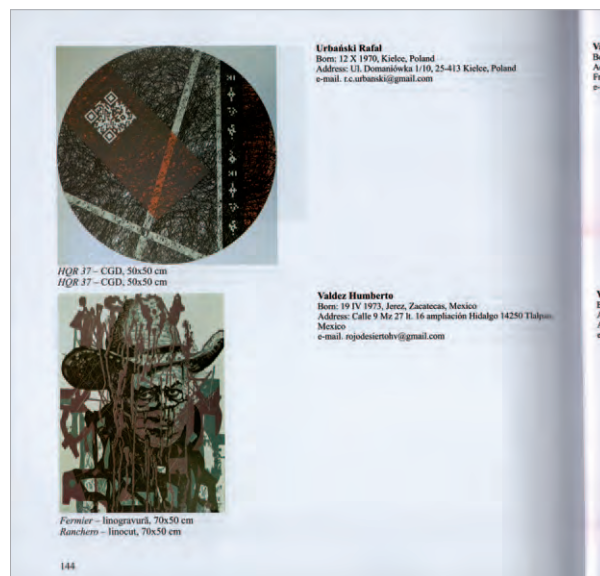 Urbański Rafał
Born: 12 X 1970, Kielce, Poland
Address: Ul. Domaniówka 1/10, 25-413 Kielce, Poland
e-mail. r.c.urbanski@gmail.com
HQR 37 – CGD, 50x50 cm
HQR 37 – CGD, 50x50 cm
Valdez Humberto
Born: 19 IV 1973, Jerez, Zacatecas, Mexico
Address: Calle 9 Mz 27 lt. 16 ampliación Hidalgo 14250 Tlalpan,
Mexico
e-mail. rojodesiertohv@gmail.com
Fermier – linogravură, 70x50 cm
Ranchero – linocut, 70x50 cm
144